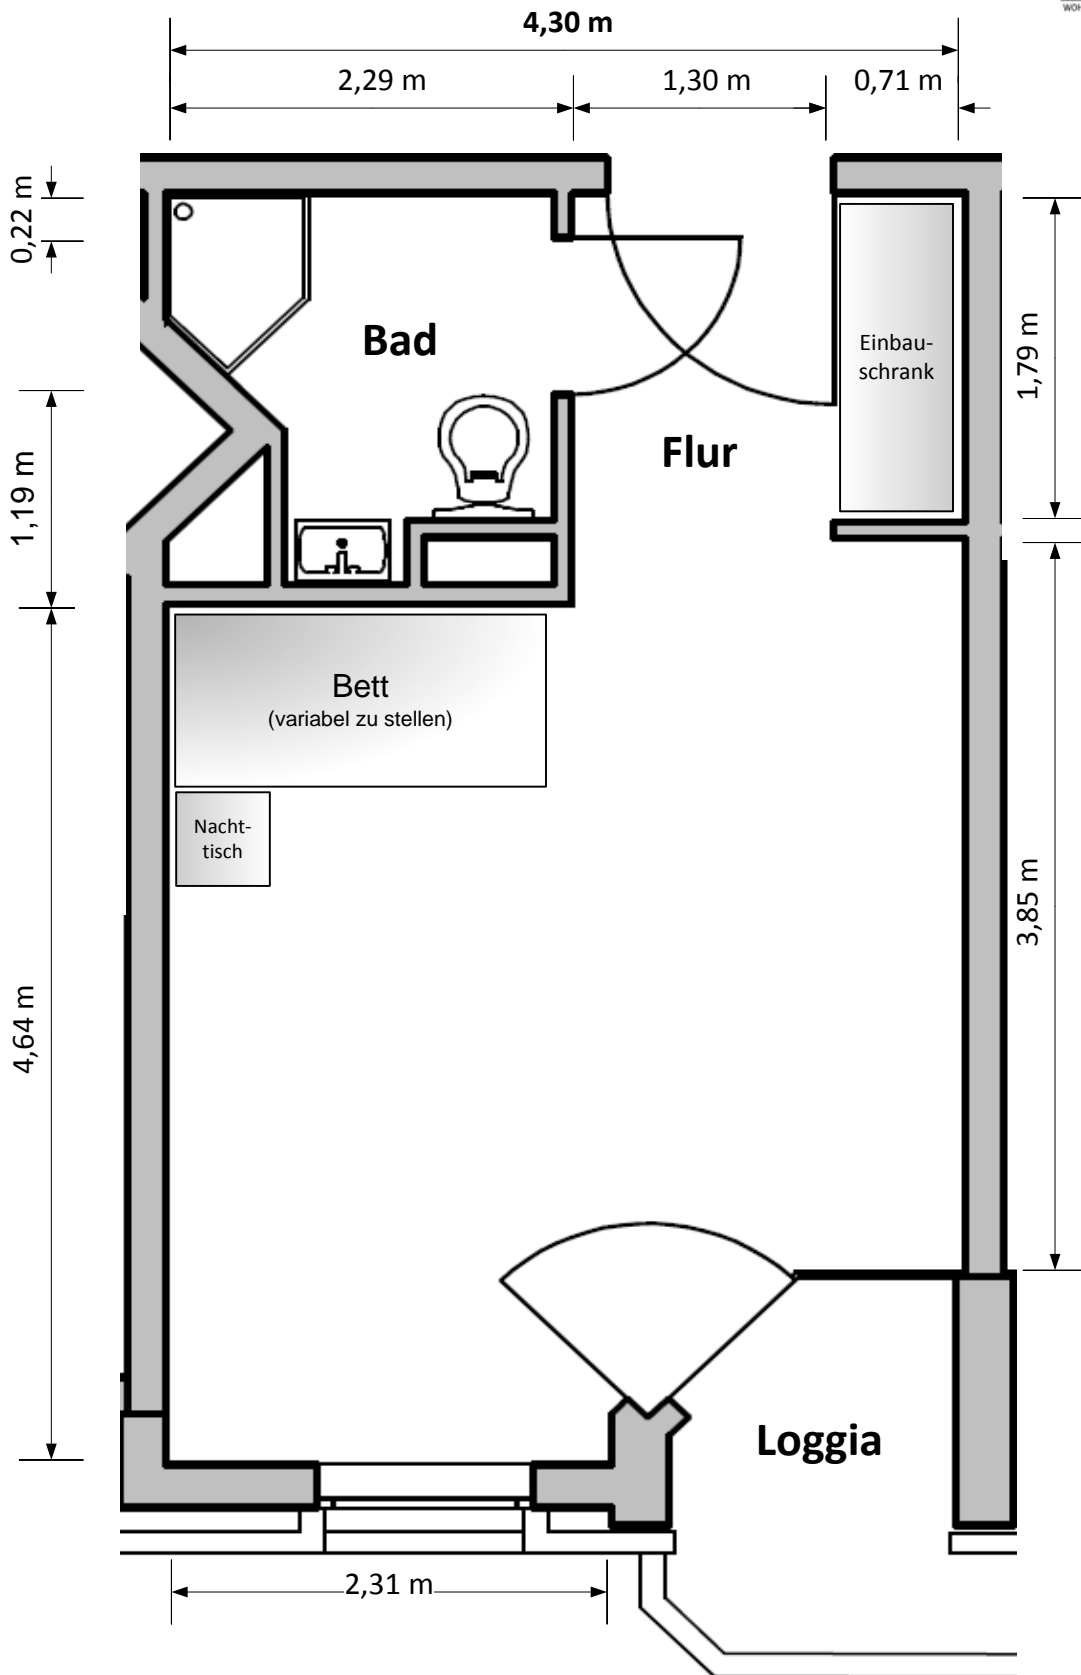 WOH
4,30 m
2,29 m
1,30 m
0,71 m
0,22 m
Bad
Einbau-
schrank
1,79 m
Flur
1,19 m
Bett
(variabel zu stellen)
Nacht-
tisch
3,85 m
4,64 m
Loggia
2,31 m